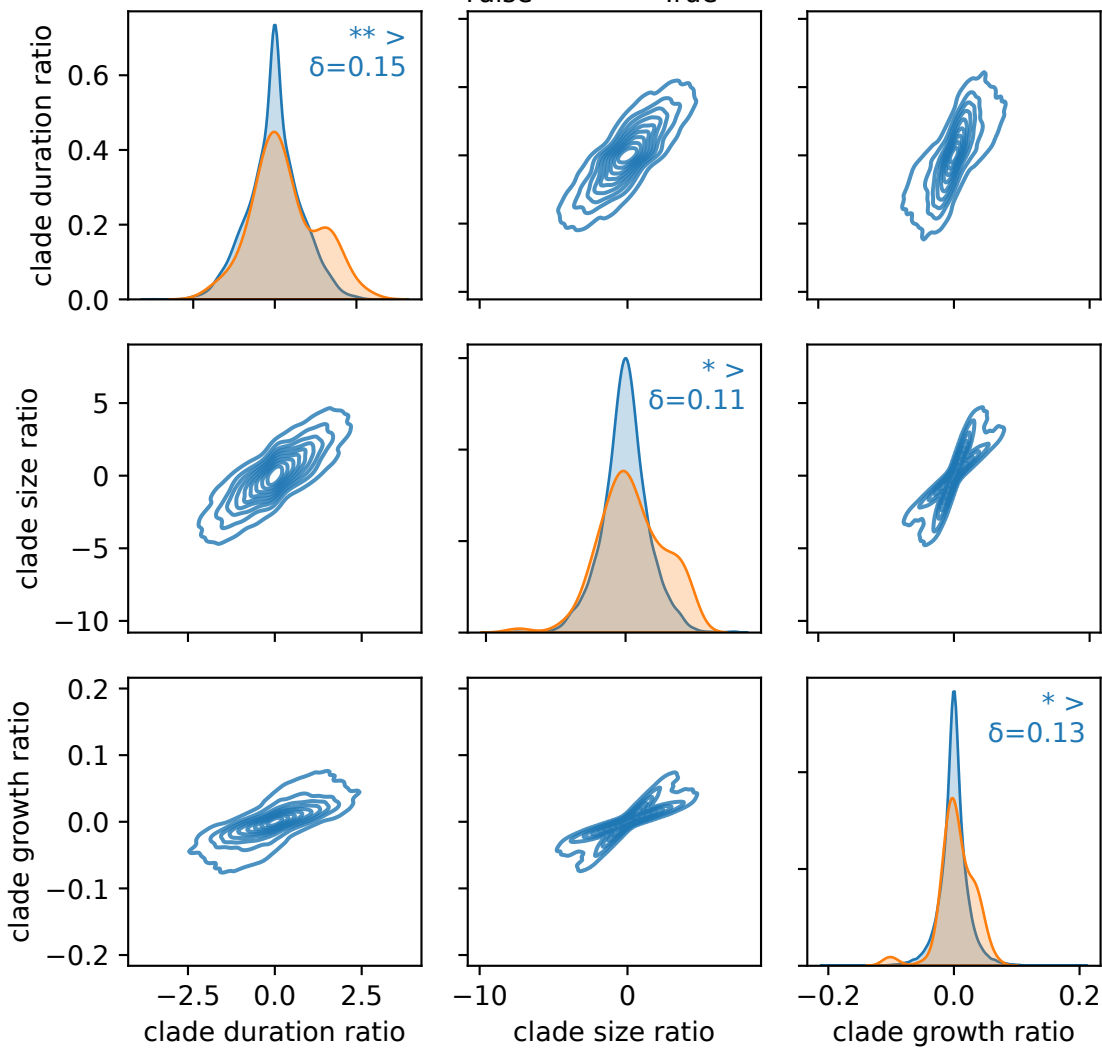 True
clade duration ratio
0.6
0.4
0.2
0.0
** >
δ=0.15
clade size ratio
5
0
−5
−10
* >
δ=0.11
clade growth ratio
0.2
0.1
0.0
−0.1
−0.2
* >
δ=0.13
−2.5 0.0 2.5
−10 0
−0.2 0.0 0.2
clade duration ratio
clade size ratio
clade growth ratio